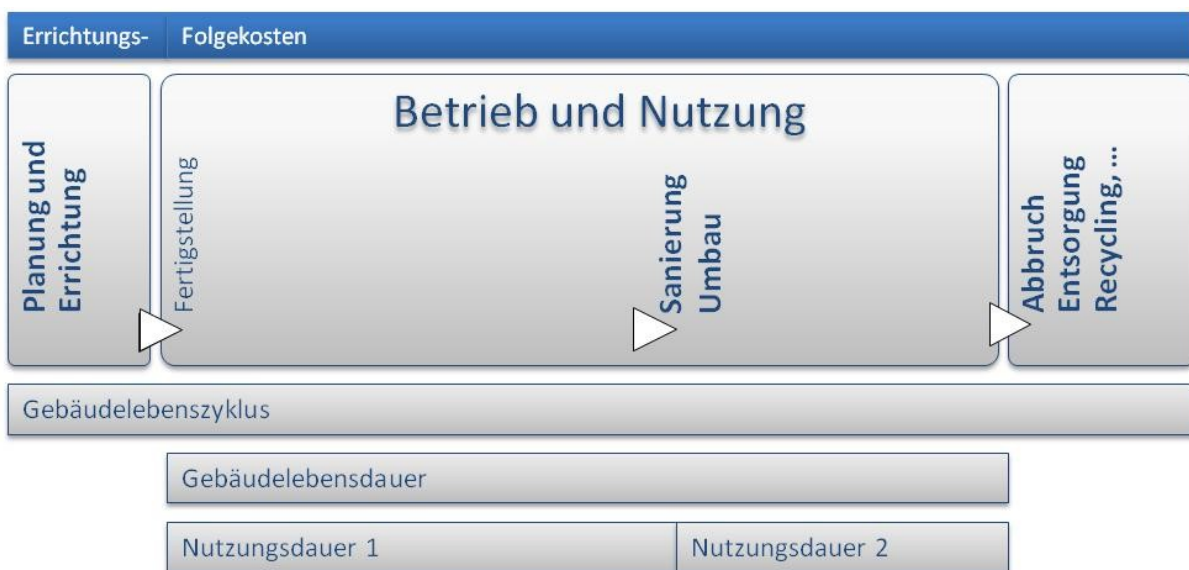 Errichtungs-
Folgekosten
Planung und
Errichtung
Betrieb und Nutzung
Fertigstellung
Sanierung
Umbau
Abbruch
Entsorgung
Recycling, ...
Gebäudelebenszyklus
Gebäudelebensdauer
Nutzungsdauer 1
Nutzungsdauer 2